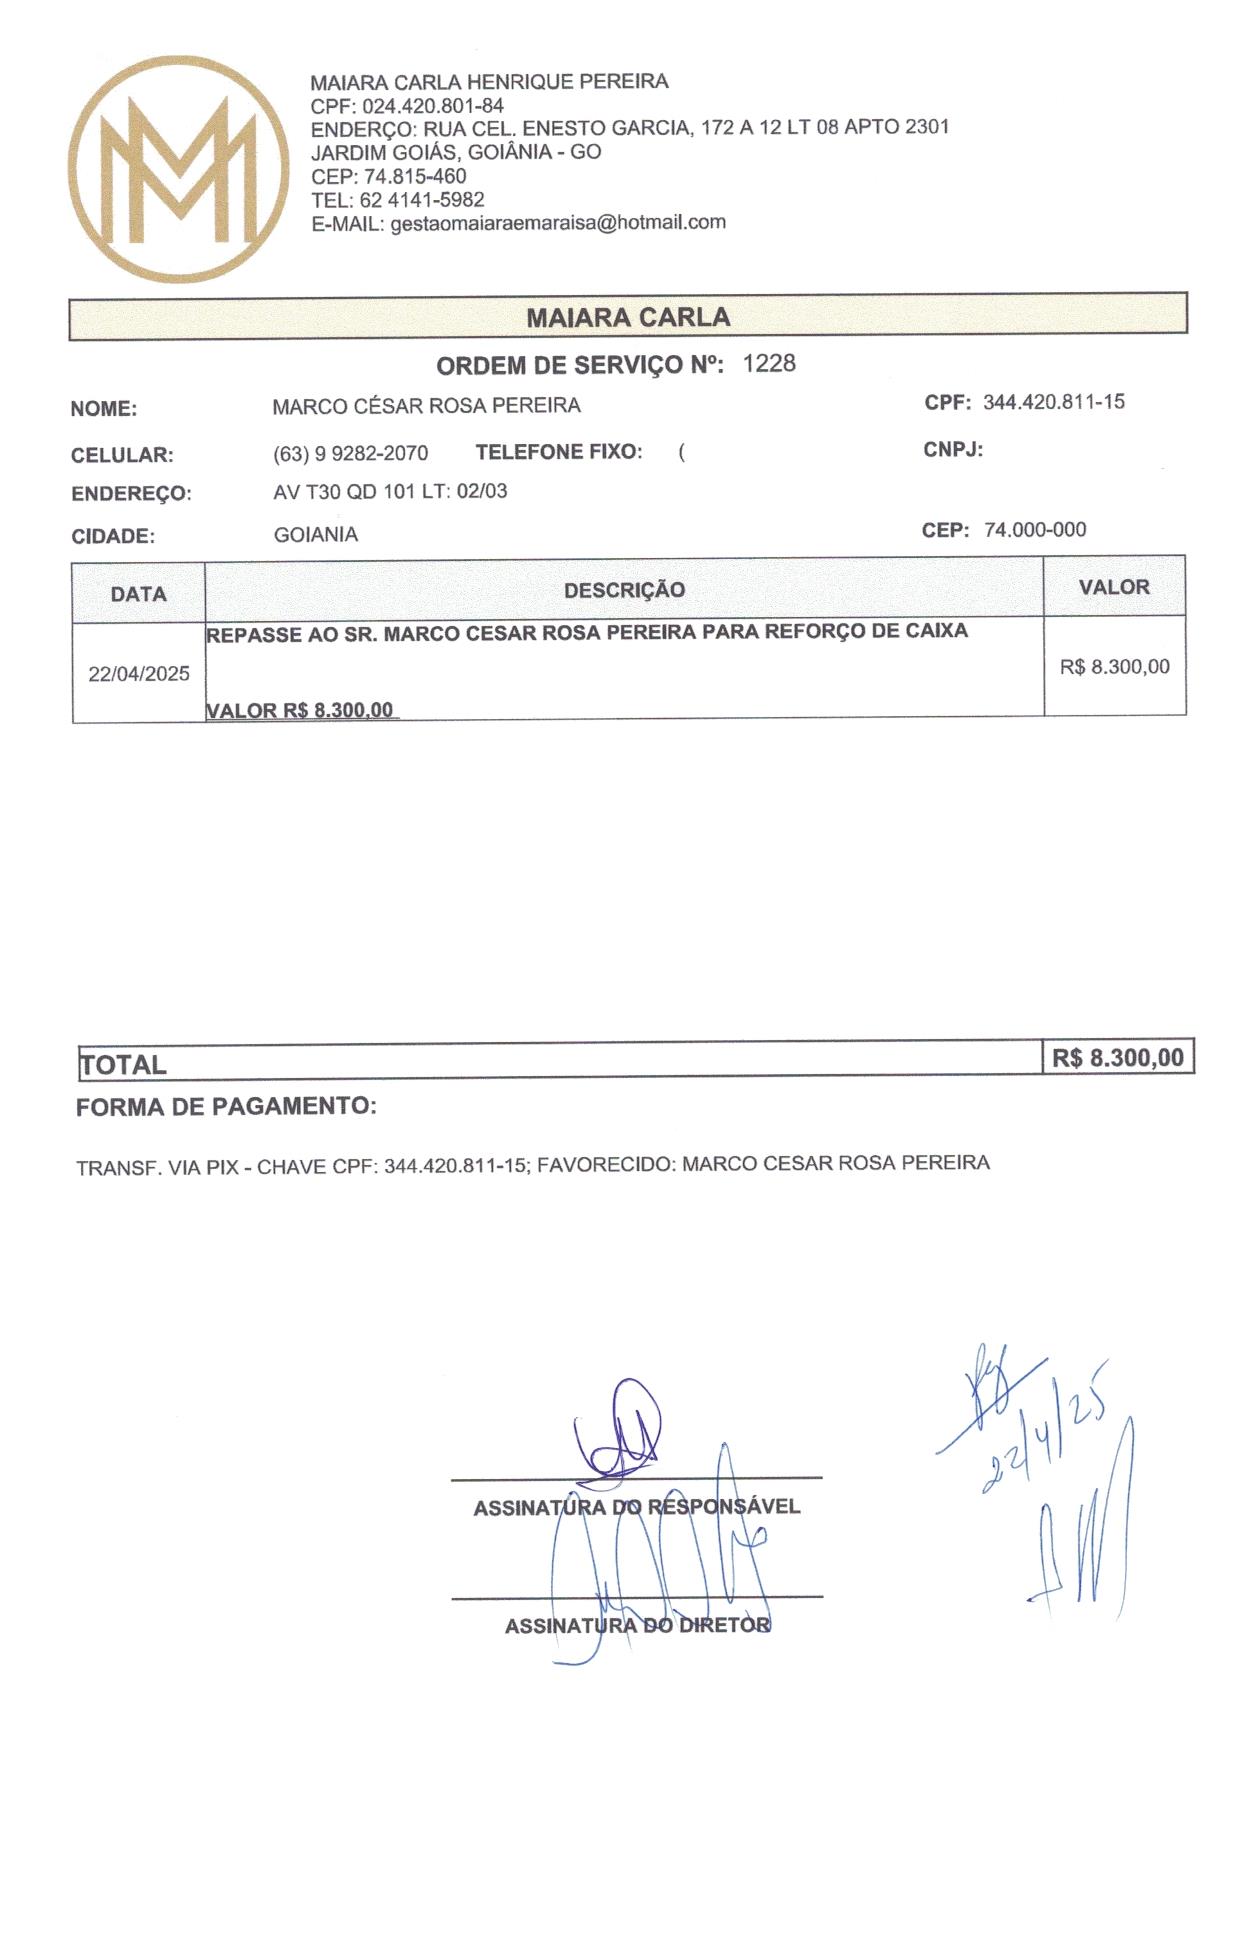 MAIARA CARLA HENRIQUE PEREIRA
CPF: 024.420.801-84
ENDERÇO: RUA CEL. ENESTO GARCIA, 172 A 12 LT 08 APTO 2301
JARDIM GOIÁS, GOIÂNIA - GO
CEP: 74.815-460
TEL: 62 4141-5982
E-MAIL: gestaomaiaraemaraisa@hotmail.com
MAIARA CARLA
ORDEM DE SERVIÇO Nº: 1228
NOME: MARCO CÉSAR ROSA PEREIRA CPF: 344.420.811-15
CELULAR: (63) 9 9282-2070 TELEFONE FIXO: ( CNPJ:
ENDEREÇO: AV T30 QD 101 LT: 02/03
CIDADE: GOIANIA CEP: 74.000-000
DATA DESCRIÇÃO VALOR
REPASSE AO SR. MARCO CESAR ROSA PEREIRA PARA REFORÇO DE CAIXA
22/04/2025 R$ 8.300,00
VALOR R$ 8.300,00
TOTAL R$ 8.300,00
FORMA DE PAGAMENTO:
TRANSF. VIA PIX - CHAVE CPF: 344.420.811-15; FAVORECIDO: MARCO CESAR ROSA PEREIRA
22/4/25
ASSINATURA DO RESPONSÁVEL
ASSINATURA DO DIRETOR